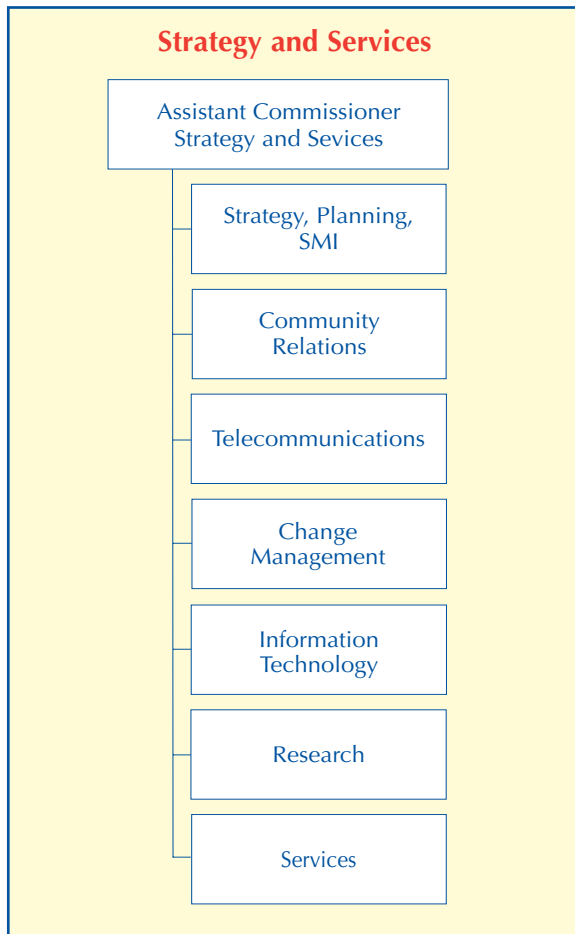 Strategy and Services
Assistant Commissioner
Strategy and Sevices
Strategy, Planning,
SMI
Community
Relations
Telecommunications
Change
Management
Information
Technology
Research
Services